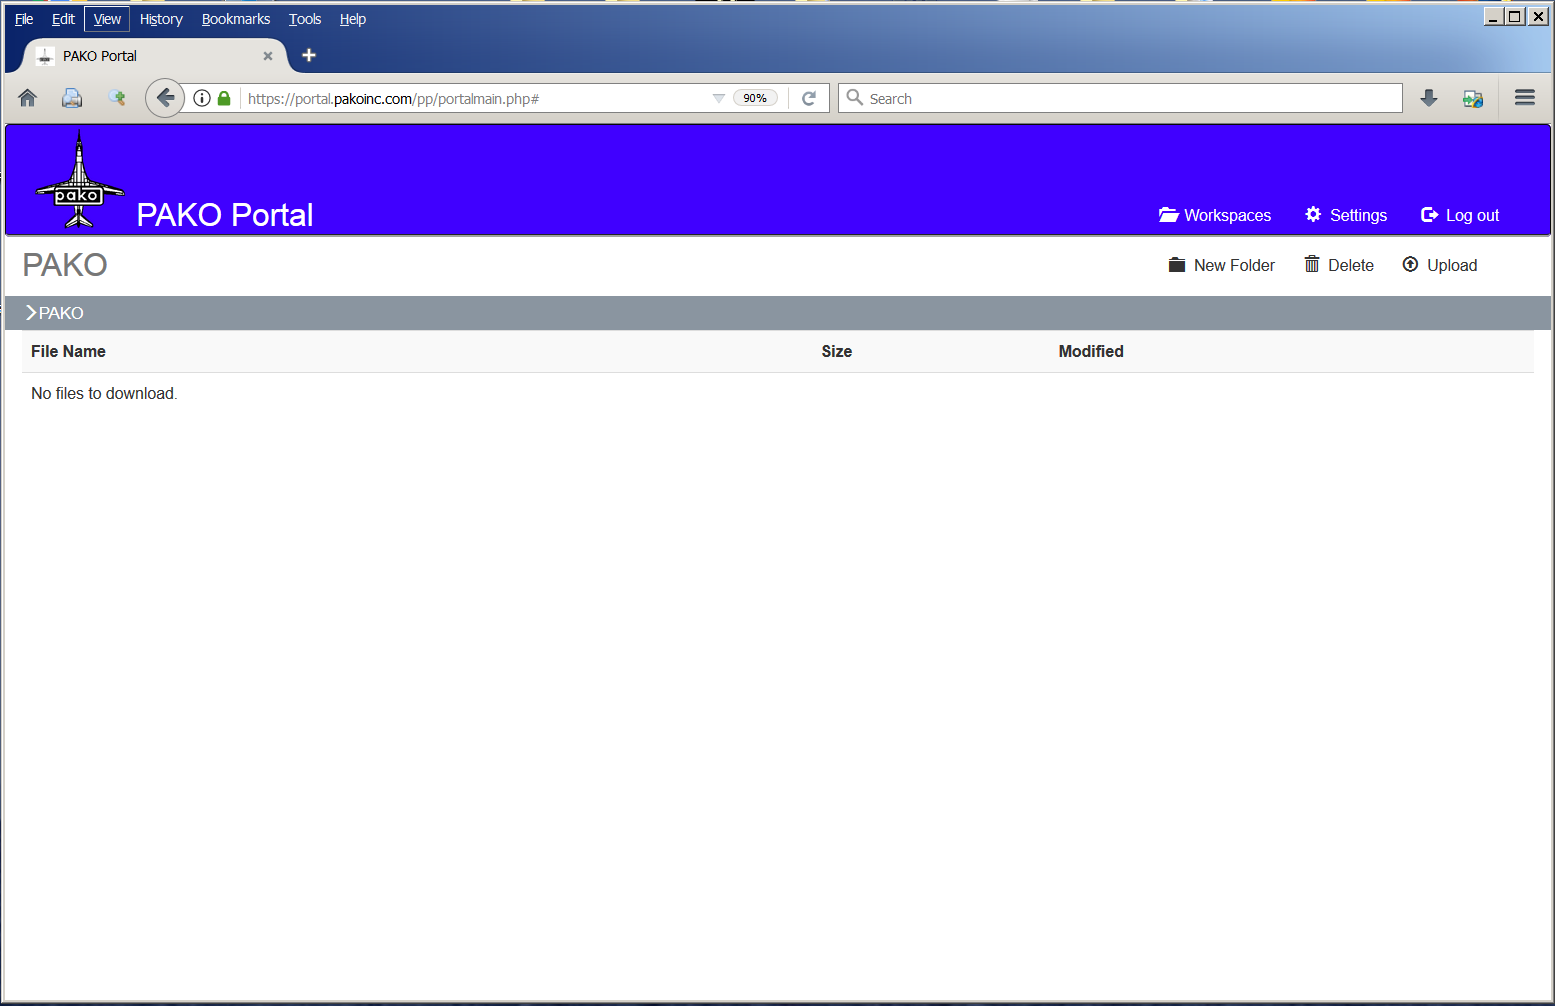 File Edit View History Bookmarks Tools Help
PAKO Portal
https://portal.pakoinc.com/pp/portalmain.php# 90% Search
pako
PAKO Portal Workspaces Settings Log out
PAKO New Folder Delete Upload
PAKO
File Name Size Modified
No files to download.